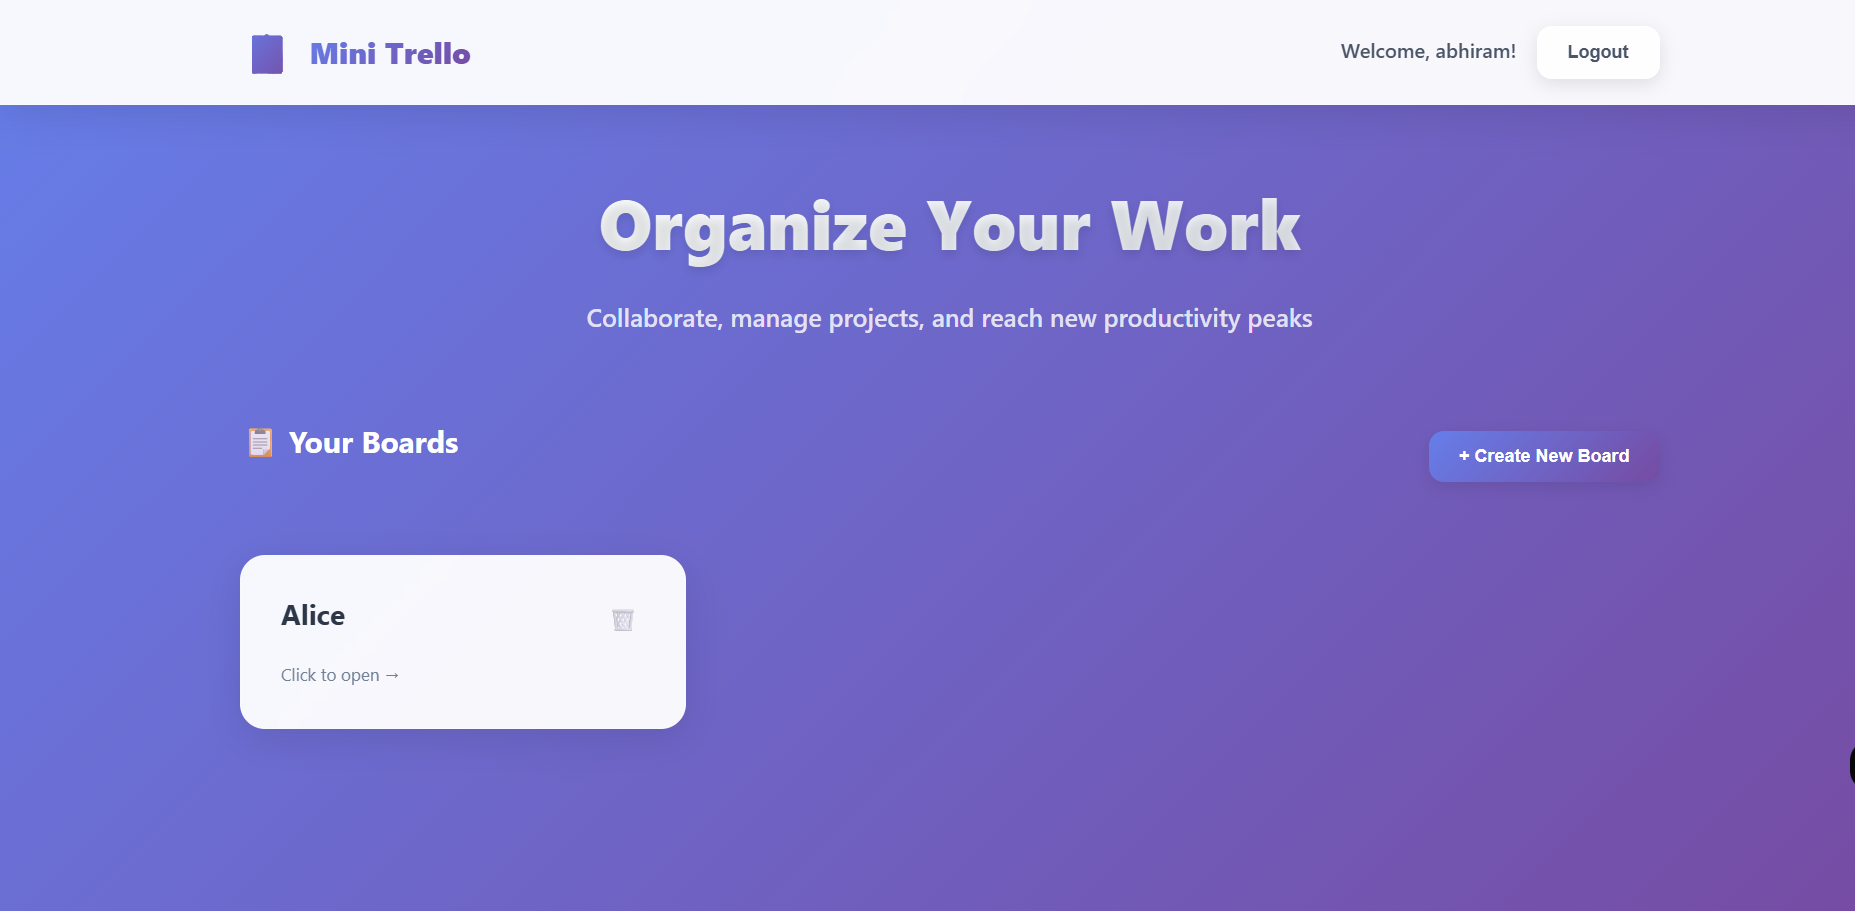 Mini Trello
Welcome, abhiram!
Logout
Organize Your Work
Collaborate, manage projects, and reach new productivity peaks
Your Boards
+ Create New Board
Alice
Click to open →